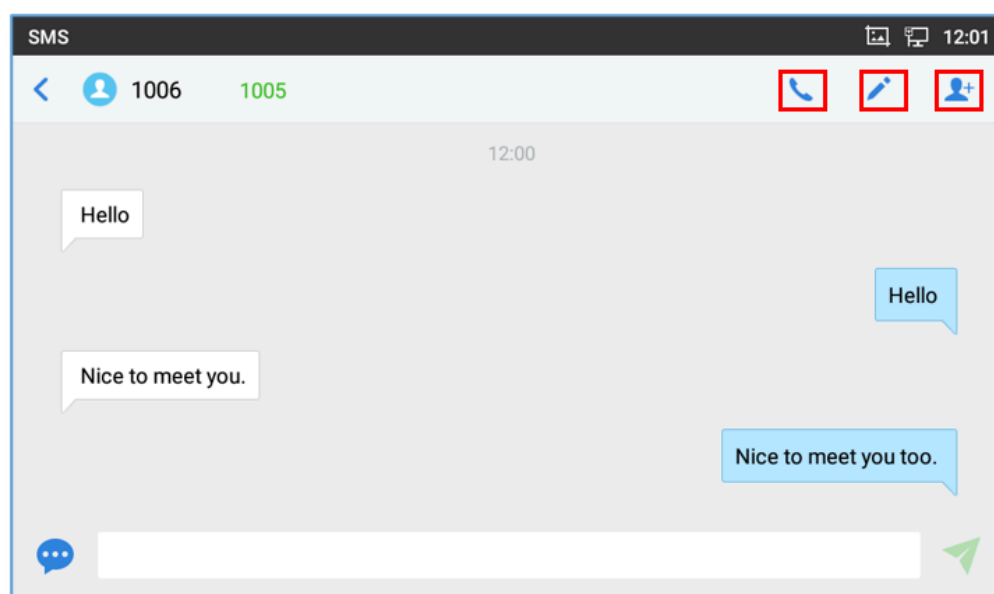 SMS 12:01
1006 1005
12:00
Hello
Hello
Nice to meet you.
Nice to meet you too.